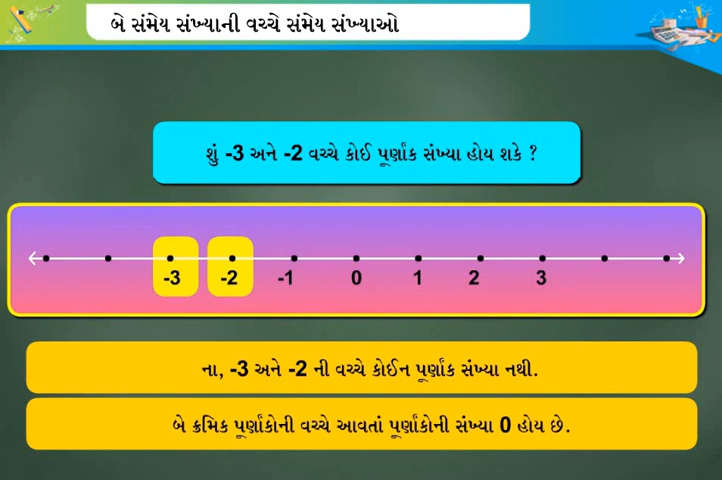 બે સંમેય સંખ્યાની વચ્ચે સંમેય સંખ્યાઓ
શું -3 અને -2 વચ્ચે કોઈ પૂર્ણાંક સંખ્યા હોય શકે ?
-3 -2 -1 0 1 2 3
ના, -3 અને -2 ની વચ્ચે કોઈન પૂર્ણાંક સંખ્યા નથી.
બે ક્રમિક પૂર્ણાંકોની વચ્ચે આવતાં પૂર્ણાંકોની સંખ્યા 0 હોય છે.